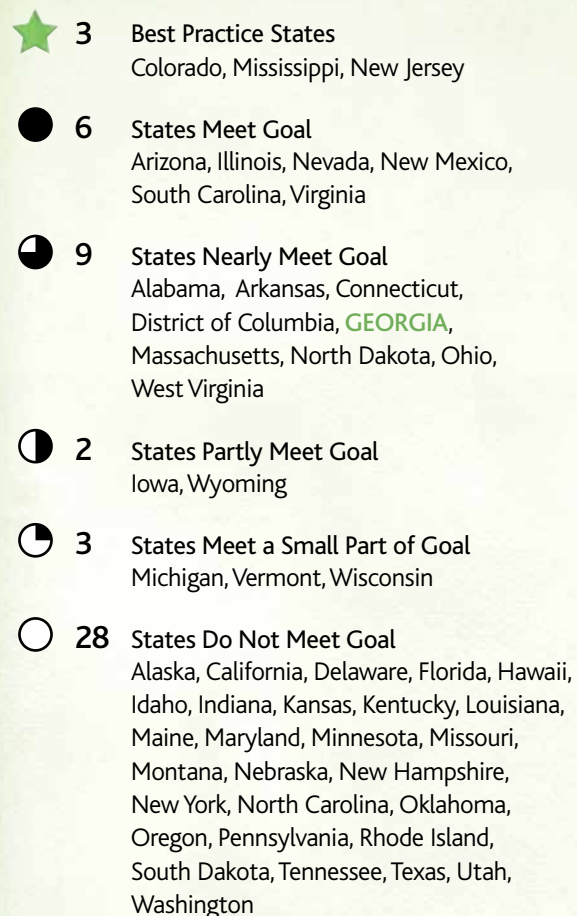 3 Best Practice States
Colorado, Mississippi, New Jersey
6 States Meet Goal
Arizona, Illinois, Nevada, New Mexico,
South Carolina, Virginia
9 States Nearly Meet Goal
Alabama, Arkansas, Connecticut,
District of Columbia, GEORGIA,
Massachusetts, North Dakota, Ohio,
West Virginia
2 States Partly Meet Goal
Iowa, Wyoming
3 States Meet a Small Part of Goal
Michigan, Vermont, Wisconsin
28 States Do Not Meet Goal
Alaska, California, Delaware, Florida, Hawaii,
Idaho, Indiana, Kansas, Kentucky, Louisiana,
Maine, Maryland, Minnesota, Missouri,
Montana, Nebraska, New Hampshire,
New York, North Carolina, Oklahoma,
Oregon, Pennsylvania, Rhode Island,
South Dakota, Tennessee, Texas, Utah,
Washington